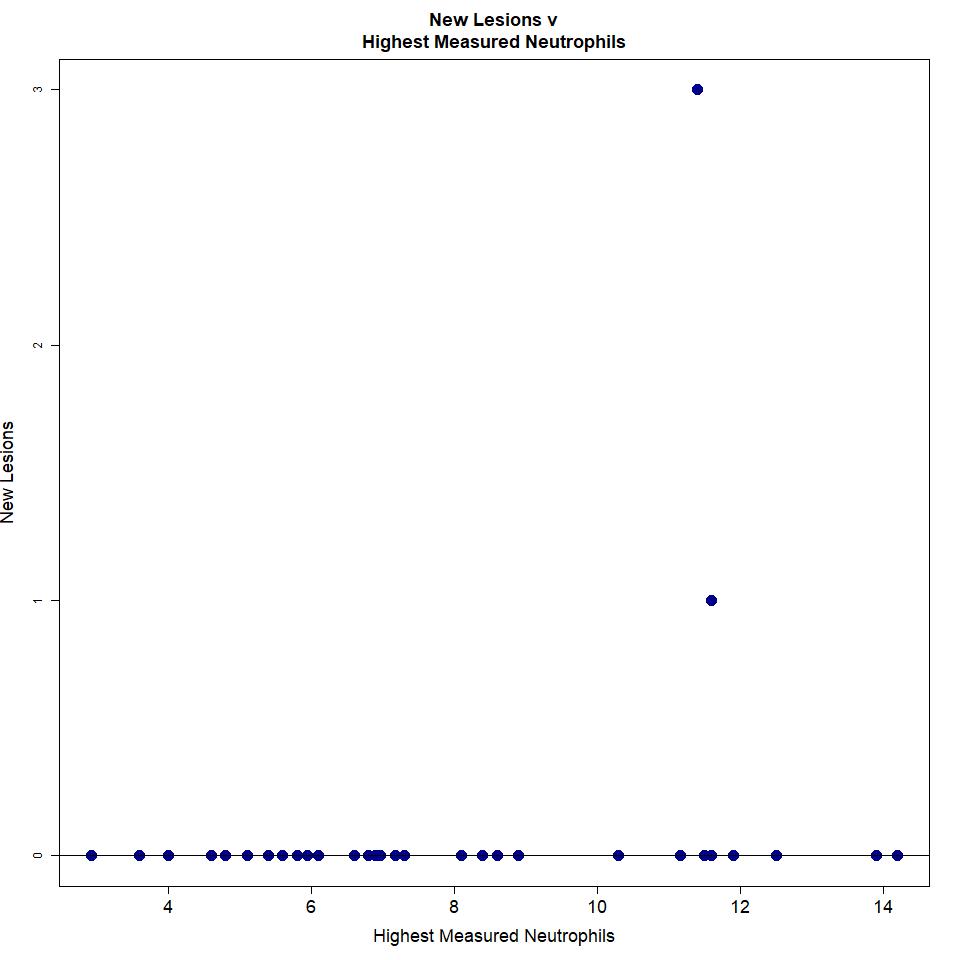 New Lesions v
Highest Measured Neutrophils
3
2
1
0
New Lesions
4 6 8 10 12 14
Highest Measured Neutrophils